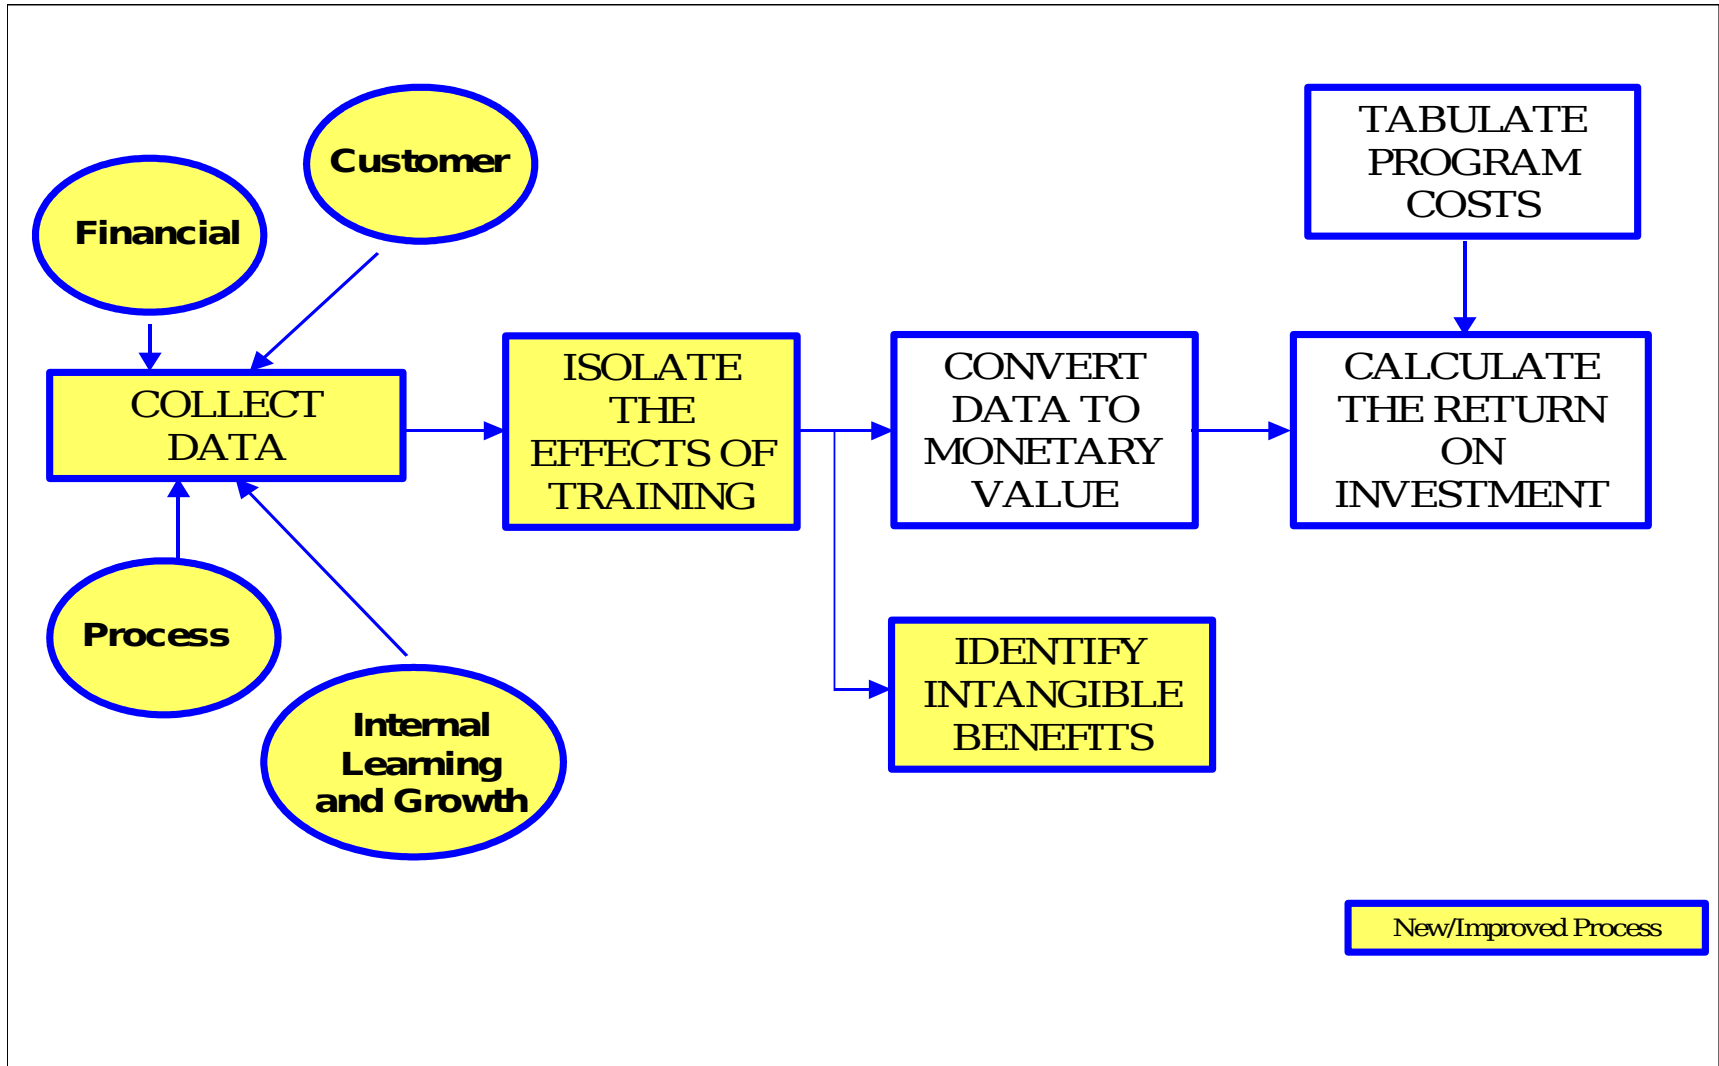 Customer
Financial
TABULATE
PROGRAM
COSTS
COLLECT
DATA
ISOLATE
THE
EFFECTS OF
TRAINING
CONVERT
DATA TO
MONETARY
VALUE
CALCULATE
THE RETURN
ON
INVESTMENT
Process
Internal
Learning
and Growth
IDENTIFY
INTANGIBLE
BENEFITS
New/Improved Process